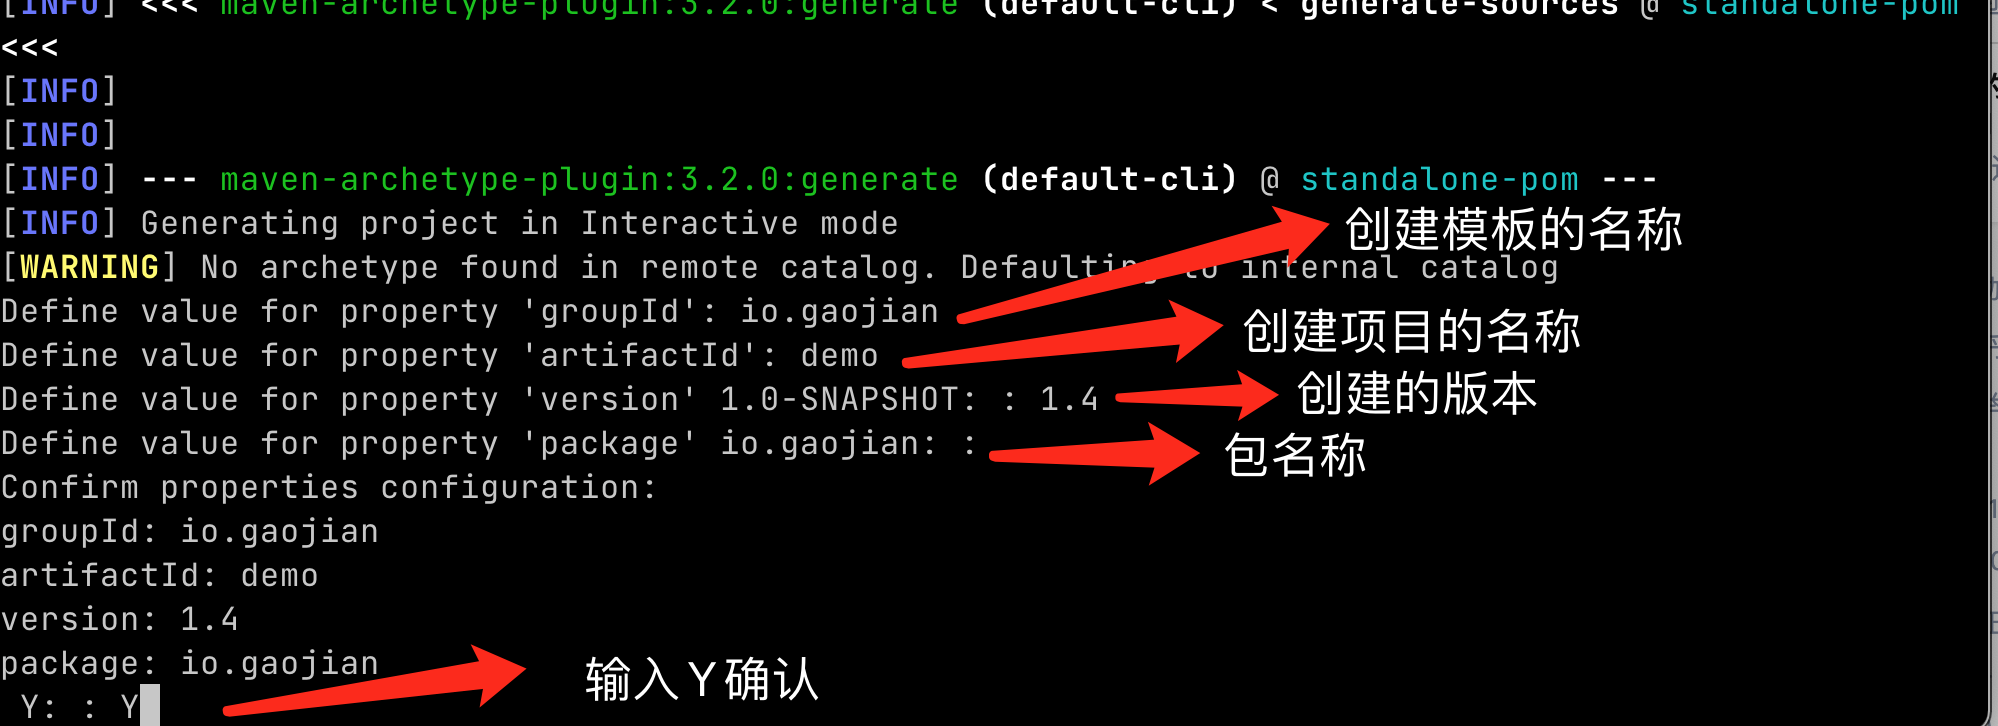 [INFO] <<< maven-archetype-plugin:3.2.0:generate (default-cli) < generate-sources @ standalone-pom
<<<
[INFO]
[INFO]
[INFO] --- maven-archetype-plugin:3.2.0:generate (default-cli) @ standalone-pom ---
[INFO] Generating project in Interactive mode
创建模板的名称
[WARNING] No archetype found in remote catalog. Defaulting to internal catalog
Define value for property 'groupId': io.gaojian
创建项目的名称
Define value for property 'artifactId': demo
Define value for property 'version' 1.0-SNAPSHOT: : 1.4
创建的版本
Define value for property 'package' io.gaojian: :
包名称
Confirm properties configuration:
groupId: io.gaojian
artifactId: demo
version: 1.4
package: io.gaojian
输入Y确认
Y: : Y